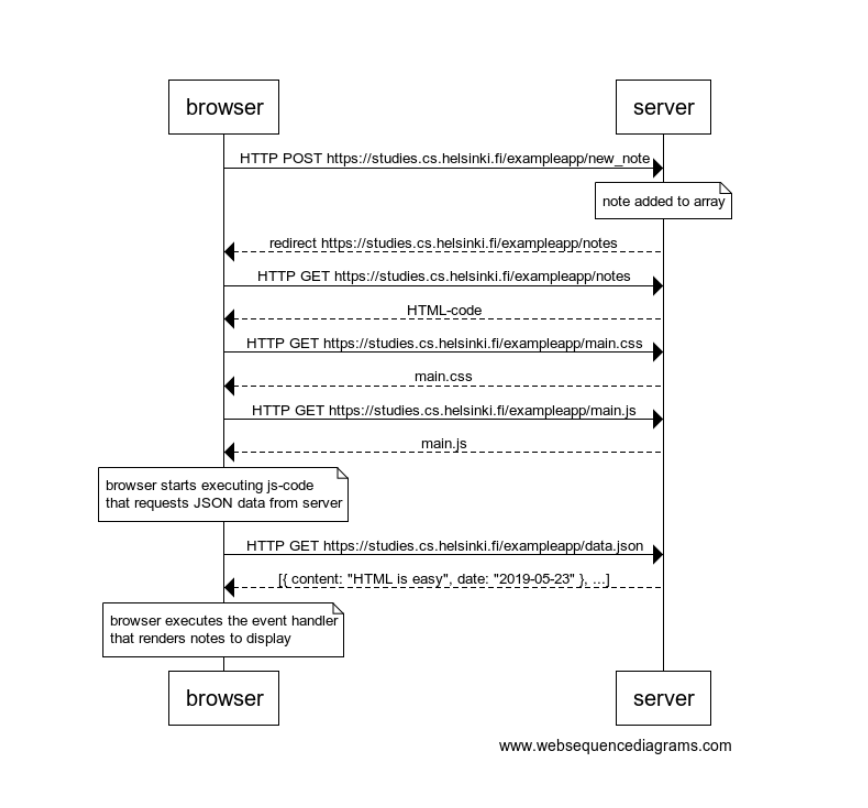 browser
server
HTTP POST https://studies.cs.helsinki.fi/exampleapp/new_note
note added to array
redirect https://studies.cs.helsinki.fi/exampleapp/notes
HTTP GET https://studies.cs.helsinki.fi/exampleapp/notes
HTML-code
HTTP GET https://studies.cs.helsinki.fi/exampleapp/main.css
main.css
HTTP GET https://studies.cs.helsinki.fi/exampleapp/main.js
main.js
browser starts executing js-code
that requests JSON data from server
HTTP GET https://studies.cs.helsinki.fi/exampleapp/data.json
[{ content: "HTML is easy", date: "2019-05-23" }, ...]
browser executes the event handler
that renders notes to display
browser
server
www.websequencediagrams.com